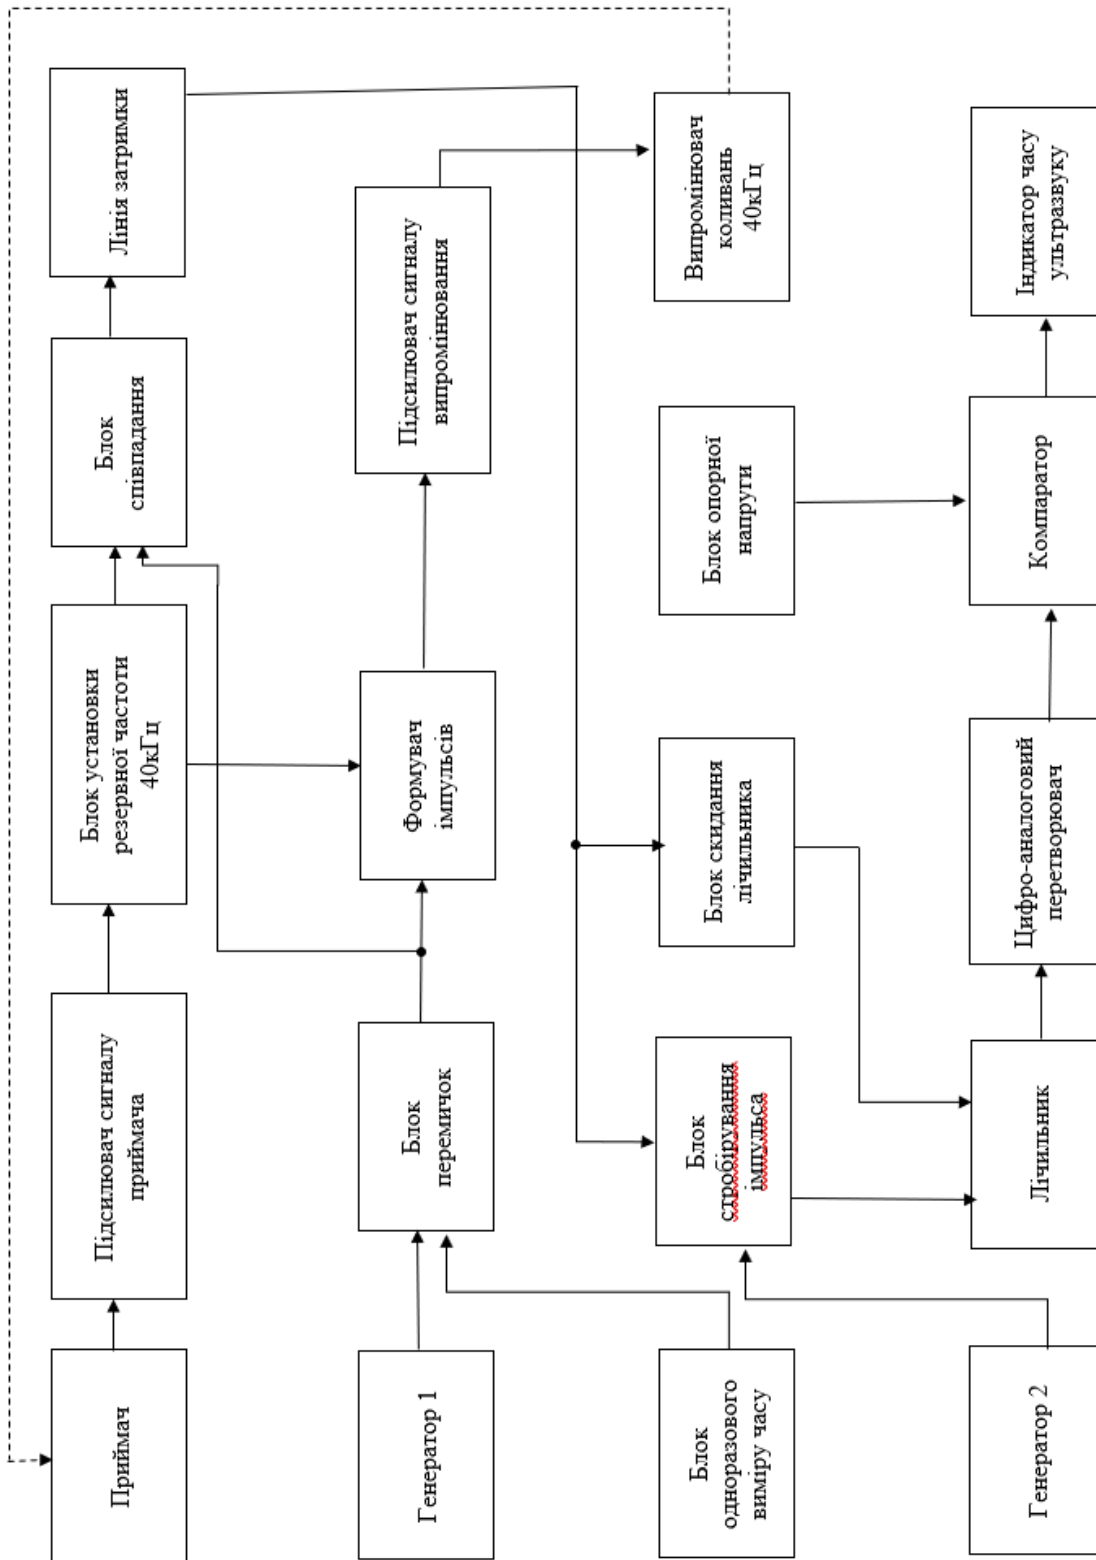 Приймач
Підсилювач сигналу
приймача
Блок установки
резервної частоти
40кГц
Блок
співпадання
Лінія затримки
Генератор 1
Блок
перемичок
Формувач
імпульсів
Підсилювач сигналу
випромінювання
Блок
одноразового
виміру часу
Блок
стробірування
імпульса
Блок скидання
лічильника
Блок опорної
напруги
Випромінювач
коливань
40кГц
Генератор 2
Лічильник
Цифро-аналоговий
перетворювач
Компаратор
Індикатор часу
ультразвуку